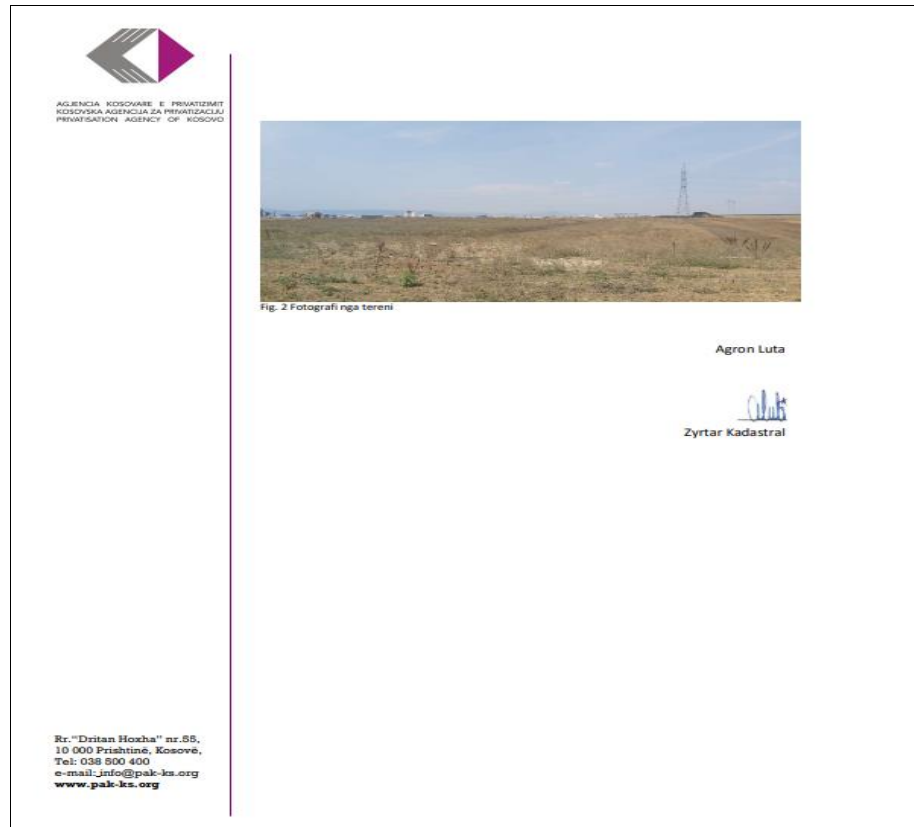 AGJENCIA KOSOVARE E PRIVATIZIMIT
KOSOVSKA AGENCIJA ZA PRIVATIZACIJU
PRIVATISATION AGENCY OF KOSOVO
Fig. 2 Fotografi nga tereni
Agron Luta
Zyrtar Kadastral
Rr."Dritan Hoxha" nr.55,
10 000 Prishtinë, Kosovë,
Tel: 038 500 400
e-mail: info@pak-ks.org
www.pak-ks.org